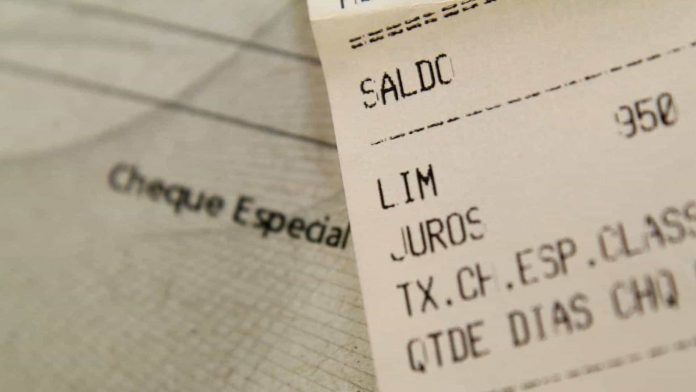 SALDO
950
LIM
JUROS
TX.CH.ESP.CLASS
QTDE DIAS CHQ
Cheque Especial